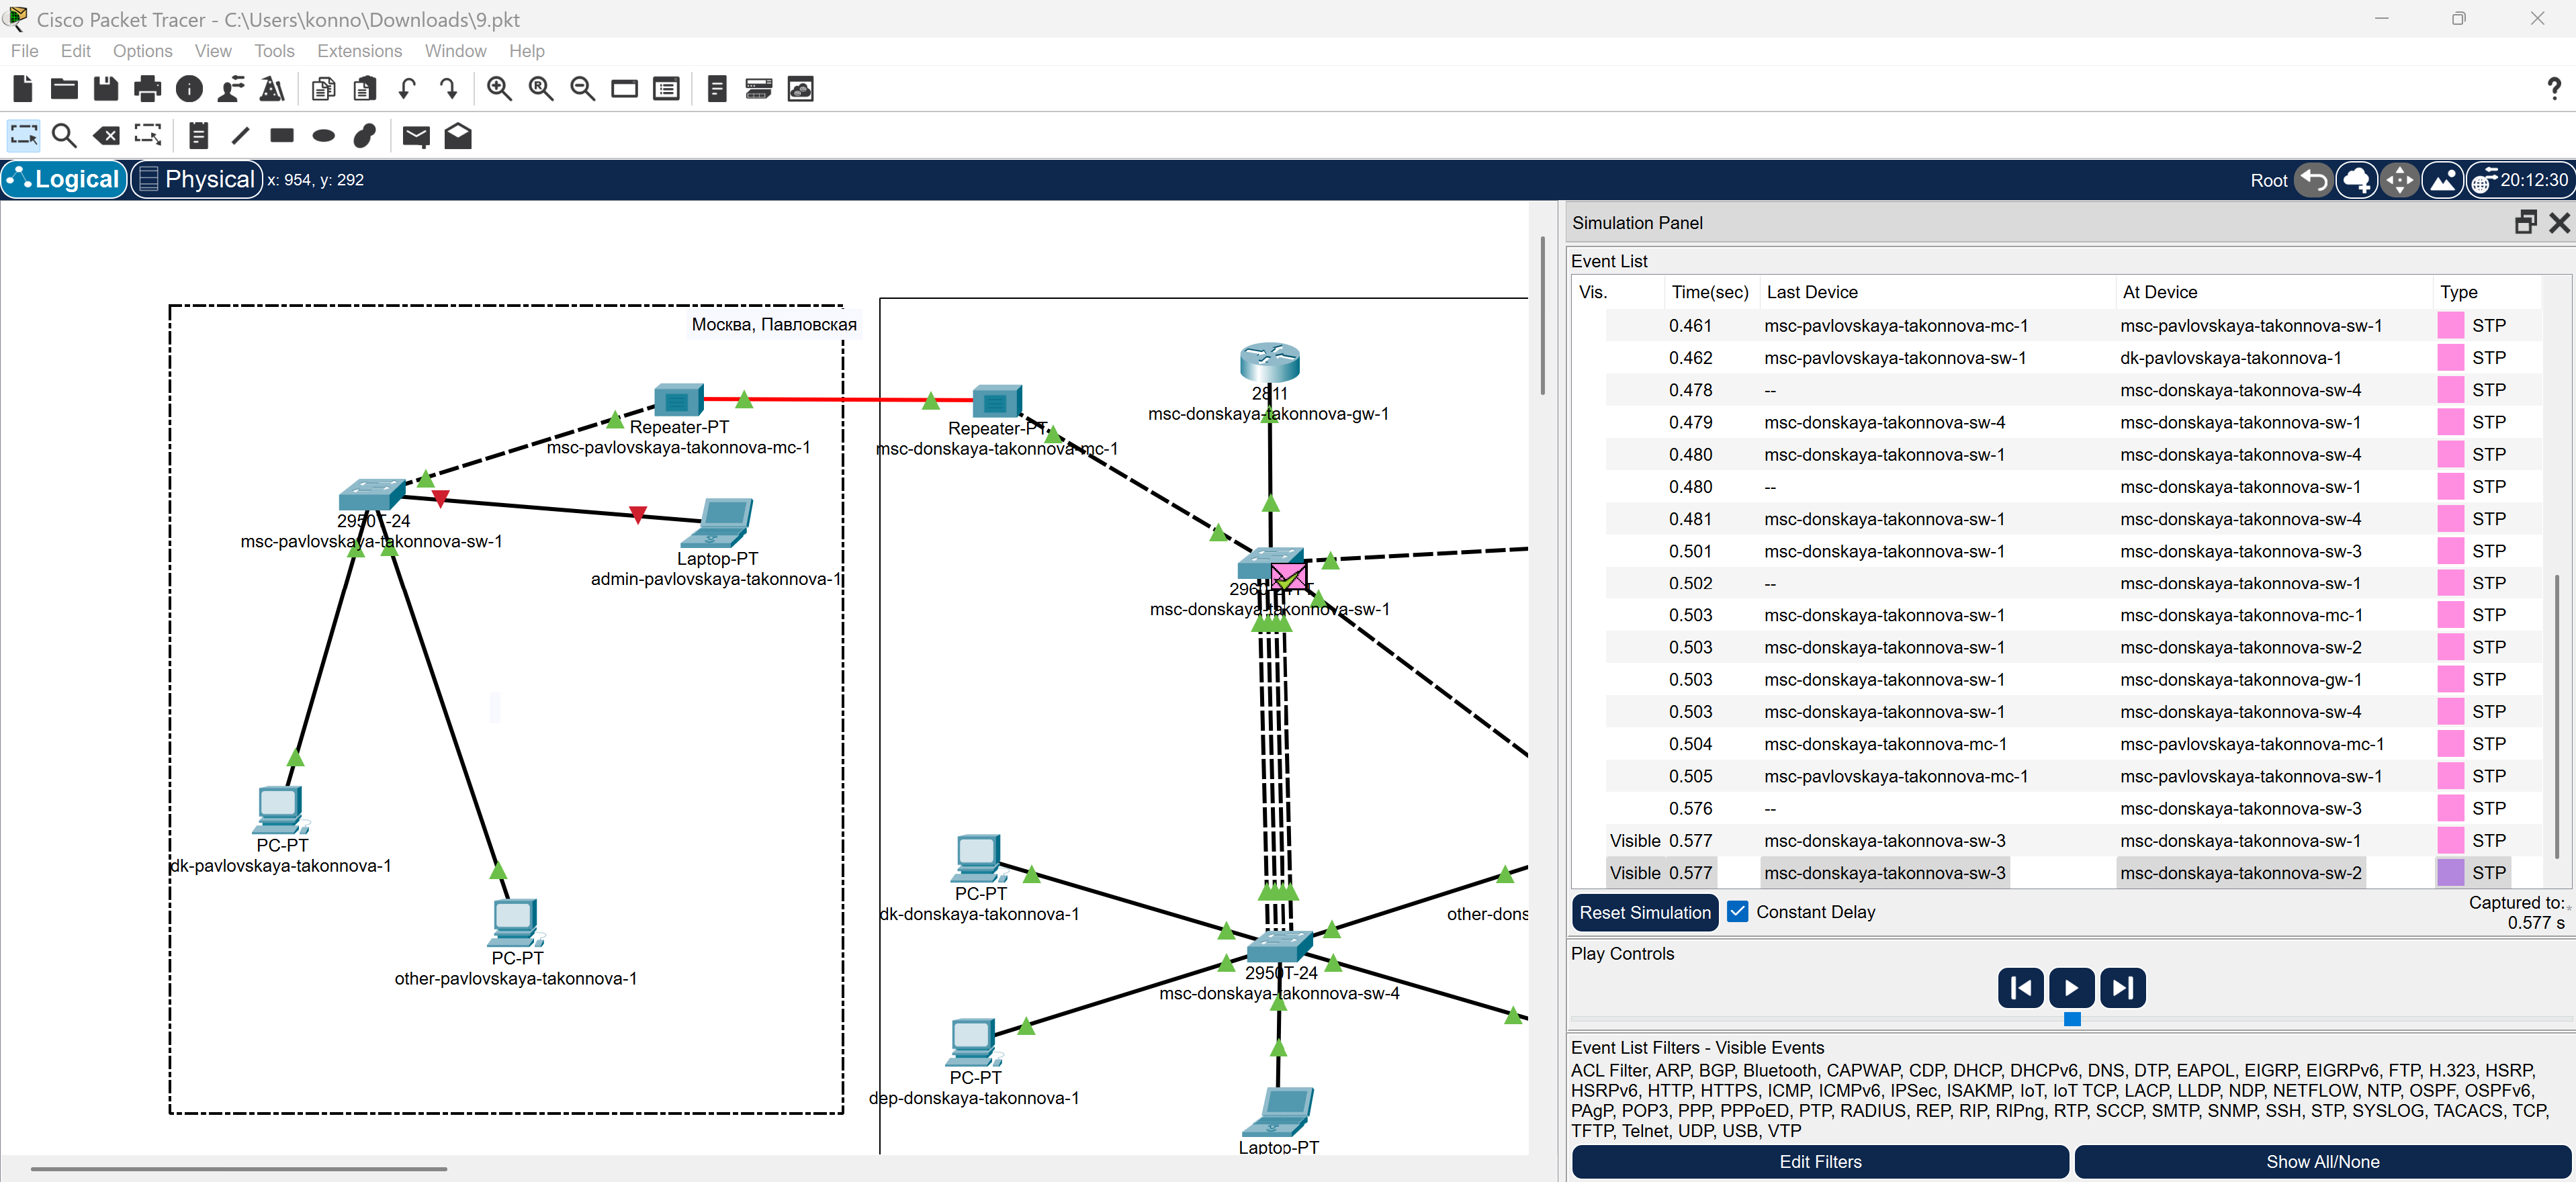 Cisco Packet Tracer - C:\Users\konno\Downloads\9.pkt
File Edit Options View Tools Extensions Window Help
Logical Physical x: 954, y: 292 Root 20:12:30
Москва, Павловская
Repeater-PT
msc-pavlovskaya-takonnova-mc-1
Repeater-PT
msc-donskaya-takonnova-mc-1
2811
msc-donskaya-takonnova-gw-1
2950T-24
msc-pavlovskaya-takonnova-sw-1
Laptop-PT
admin-pavlovskaya-takonnova-1
msc-donskaya-takonnova-sw-1
PC-PT
dk-pavlovskaya-takonnova-1
PC-PT
other-pavlovskaya-takonnova-1
PC-PT
dk-donskaya-takonnova-1
other-dons
2950T-24
msc-donskaya-takonnova-sw-4
PC-PT
dep-donskaya-takonnova-1
Laptop-PT
Simulation Panel
Event List
Vis. Time(sec) Last Device At Device Type
0.461 msc-pavlovskaya-takonnova-mc-1 msc-pavlovskaya-takonnova-sw-1 STP
0.462 msc-pavlovskaya-takonnova-sw-1 dk-pavlovskaya-takonnova-1 STP
0.478 -- msc-donskaya-takonnova-sw-4 STP
0.479 msc-donskaya-takonnova-sw-4 msc-donskaya-takonnova-sw-1 STP
0.480 msc-donskaya-takonnova-sw-1 msc-donskaya-takonnova-sw-4 STP
0.480 -- msc-donskaya-takonnova-sw-1 STP
0.481 msc-donskaya-takonnova-sw-1 msc-donskaya-takonnova-sw-4 STP
0.501 msc-donskaya-takonnova-sw-1 msc-donskaya-takonnova-sw-3 STP
0.502 -- msc-donskaya-takonnova-sw-1 STP
0.503 msc-donskaya-takonnova-sw-1 msc-donskaya-takonnova-mc-1 STP
0.503 msc-donskaya-takonnova-sw-1 msc-donskaya-takonnova-sw-2 STP
0.503 msc-donskaya-takonnova-sw-1 msc-donskaya-takonnova-gw-1 STP
0.503 msc-donskaya-takonnova-sw-1 msc-donskaya-takonnova-sw-4 STP
0.504 msc-donskaya-takonnova-mc-1 msc-pavlovskaya-takonnova-mc-1 STP
0.505 msc-pavlovskaya-takonnova-mc-1 msc-pavlovskaya-takonnova-sw-1 STP
0.576 -- msc-donskaya-takonnova-sw-3 STP
Visible 0.577 msc-donskaya-takonnova-sw-3 msc-donskaya-takonnova-sw-1 STP
Visible 0.577 msc-donskaya-takonnova-sw-3 msc-donskaya-takonnova-sw-2 STP
Reset Simulation Constant Delay Captured to:
0.577 s
Play Controls
Event List Filters - Visible Events
ACL Filter, ARP, BGP, Bluetooth, CAPWAP, CDP, DHCP, DHCPv6, DNS, DTP, EAPOL, EIGRP, EIGRPv6, FTP, H.323, HSRP,
HSRPv6, HTTP, HTTPS, ICMP, ICMPv6, IPSec, ISAKMP, IoT, IoT TCP, LACP, LLDP, NDP, NETFLOW, NTP, OSPF, OSPFv6,
PAgP, POP3, PPP, PPPoED, PTP, RADIUS, REP, RIP, RIPng, RTP, SCCP, SMTP, SNMP, SSH, STP, SYSLOG, TACACS, TCP,
TFTP, Telnet, UDP, USB, VTP
Edit Filters Show All/None